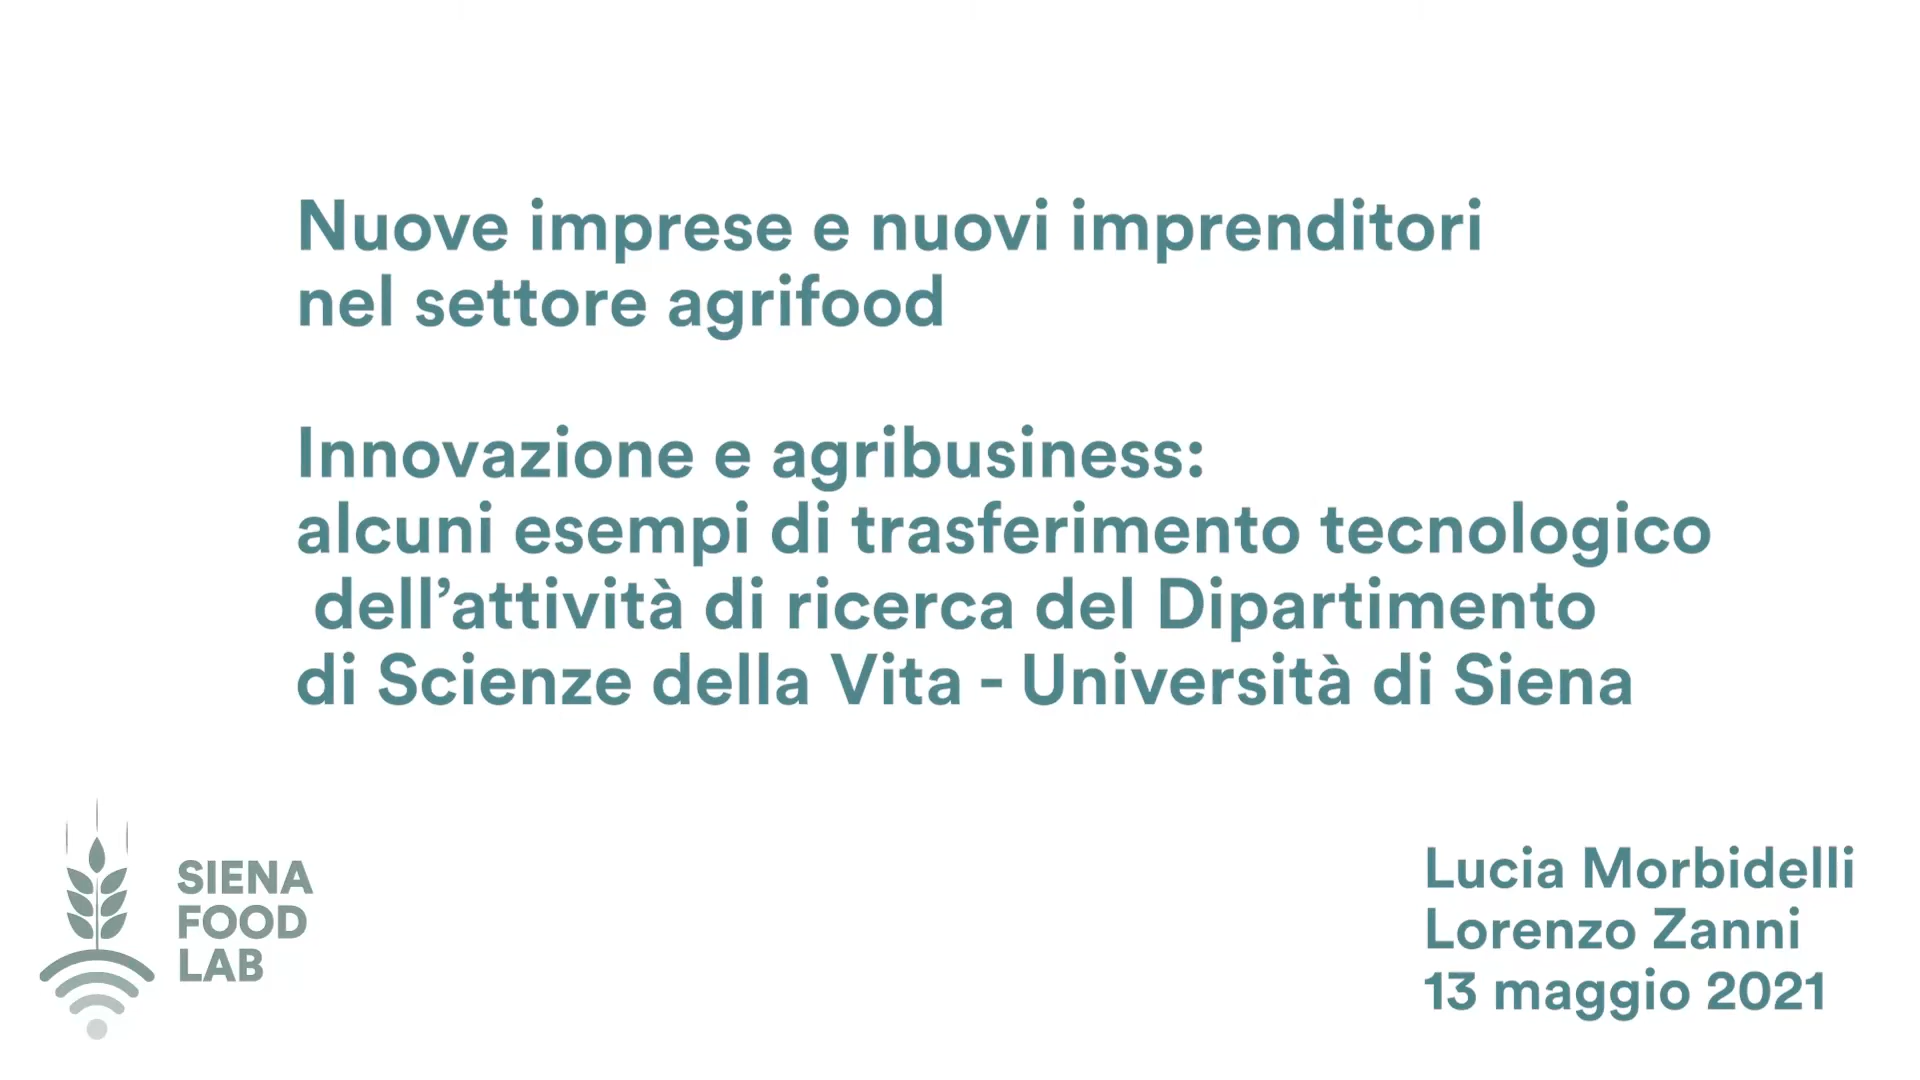 Nuove imprese e nuovi imprenditori
nel settore agrifood
Innovazione e agribusiness:
alcuni esempi di trasferimento tecnologico
dell’attività di ricerca del Dipartimento
di Scienze della Vita - Università di Siena
SIENA
FOOD
LAB
Lucia Morbidelli
Lorenzo Zanni
13 maggio 2021